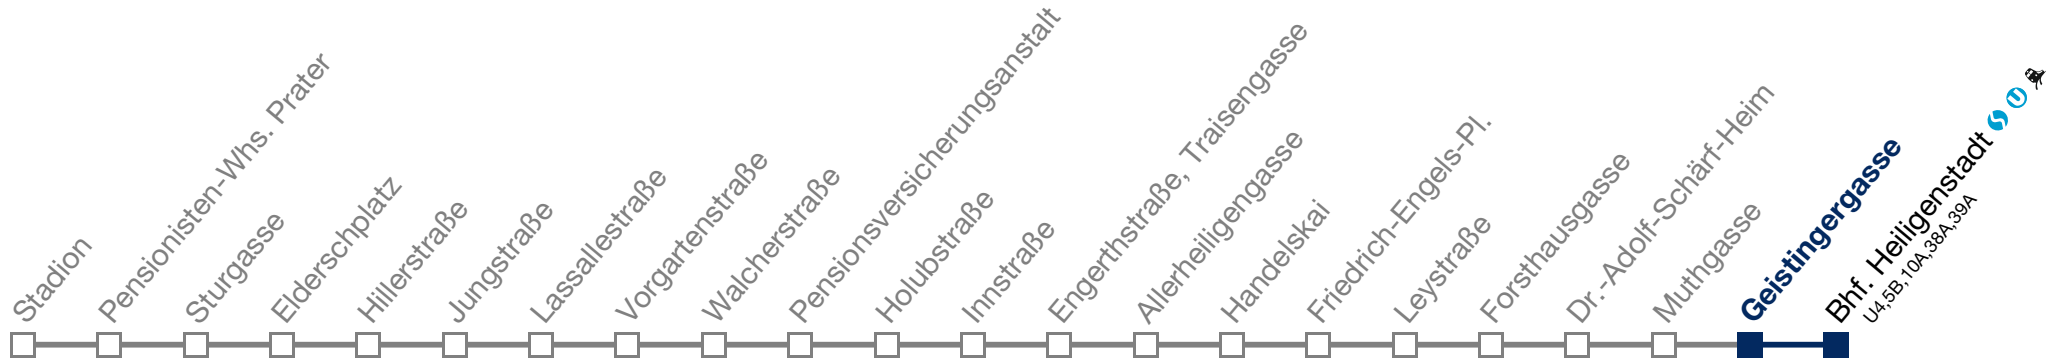 Stadion
Pensionisten-Whs. Prater
Sturgasse
Elderschplatz
Hillerstraße
Jungstraße
Lassallestraße
Vorgartenstraße
Walcherstraße
Pensionsversicherungsanstalt
Holubstraße
Innstraße
Engerthstraße, Traisengasse
Allerheiligengasse
Handelskai
Friedrich-Engels-Pl.
Leystraße
Forsthausgasse
Dr.-Adolf-Schärf-Heim
Muthgasse
Geistingergasse
Bhf. Heiligenstadt S U
U4,5B,10A,38A,39A